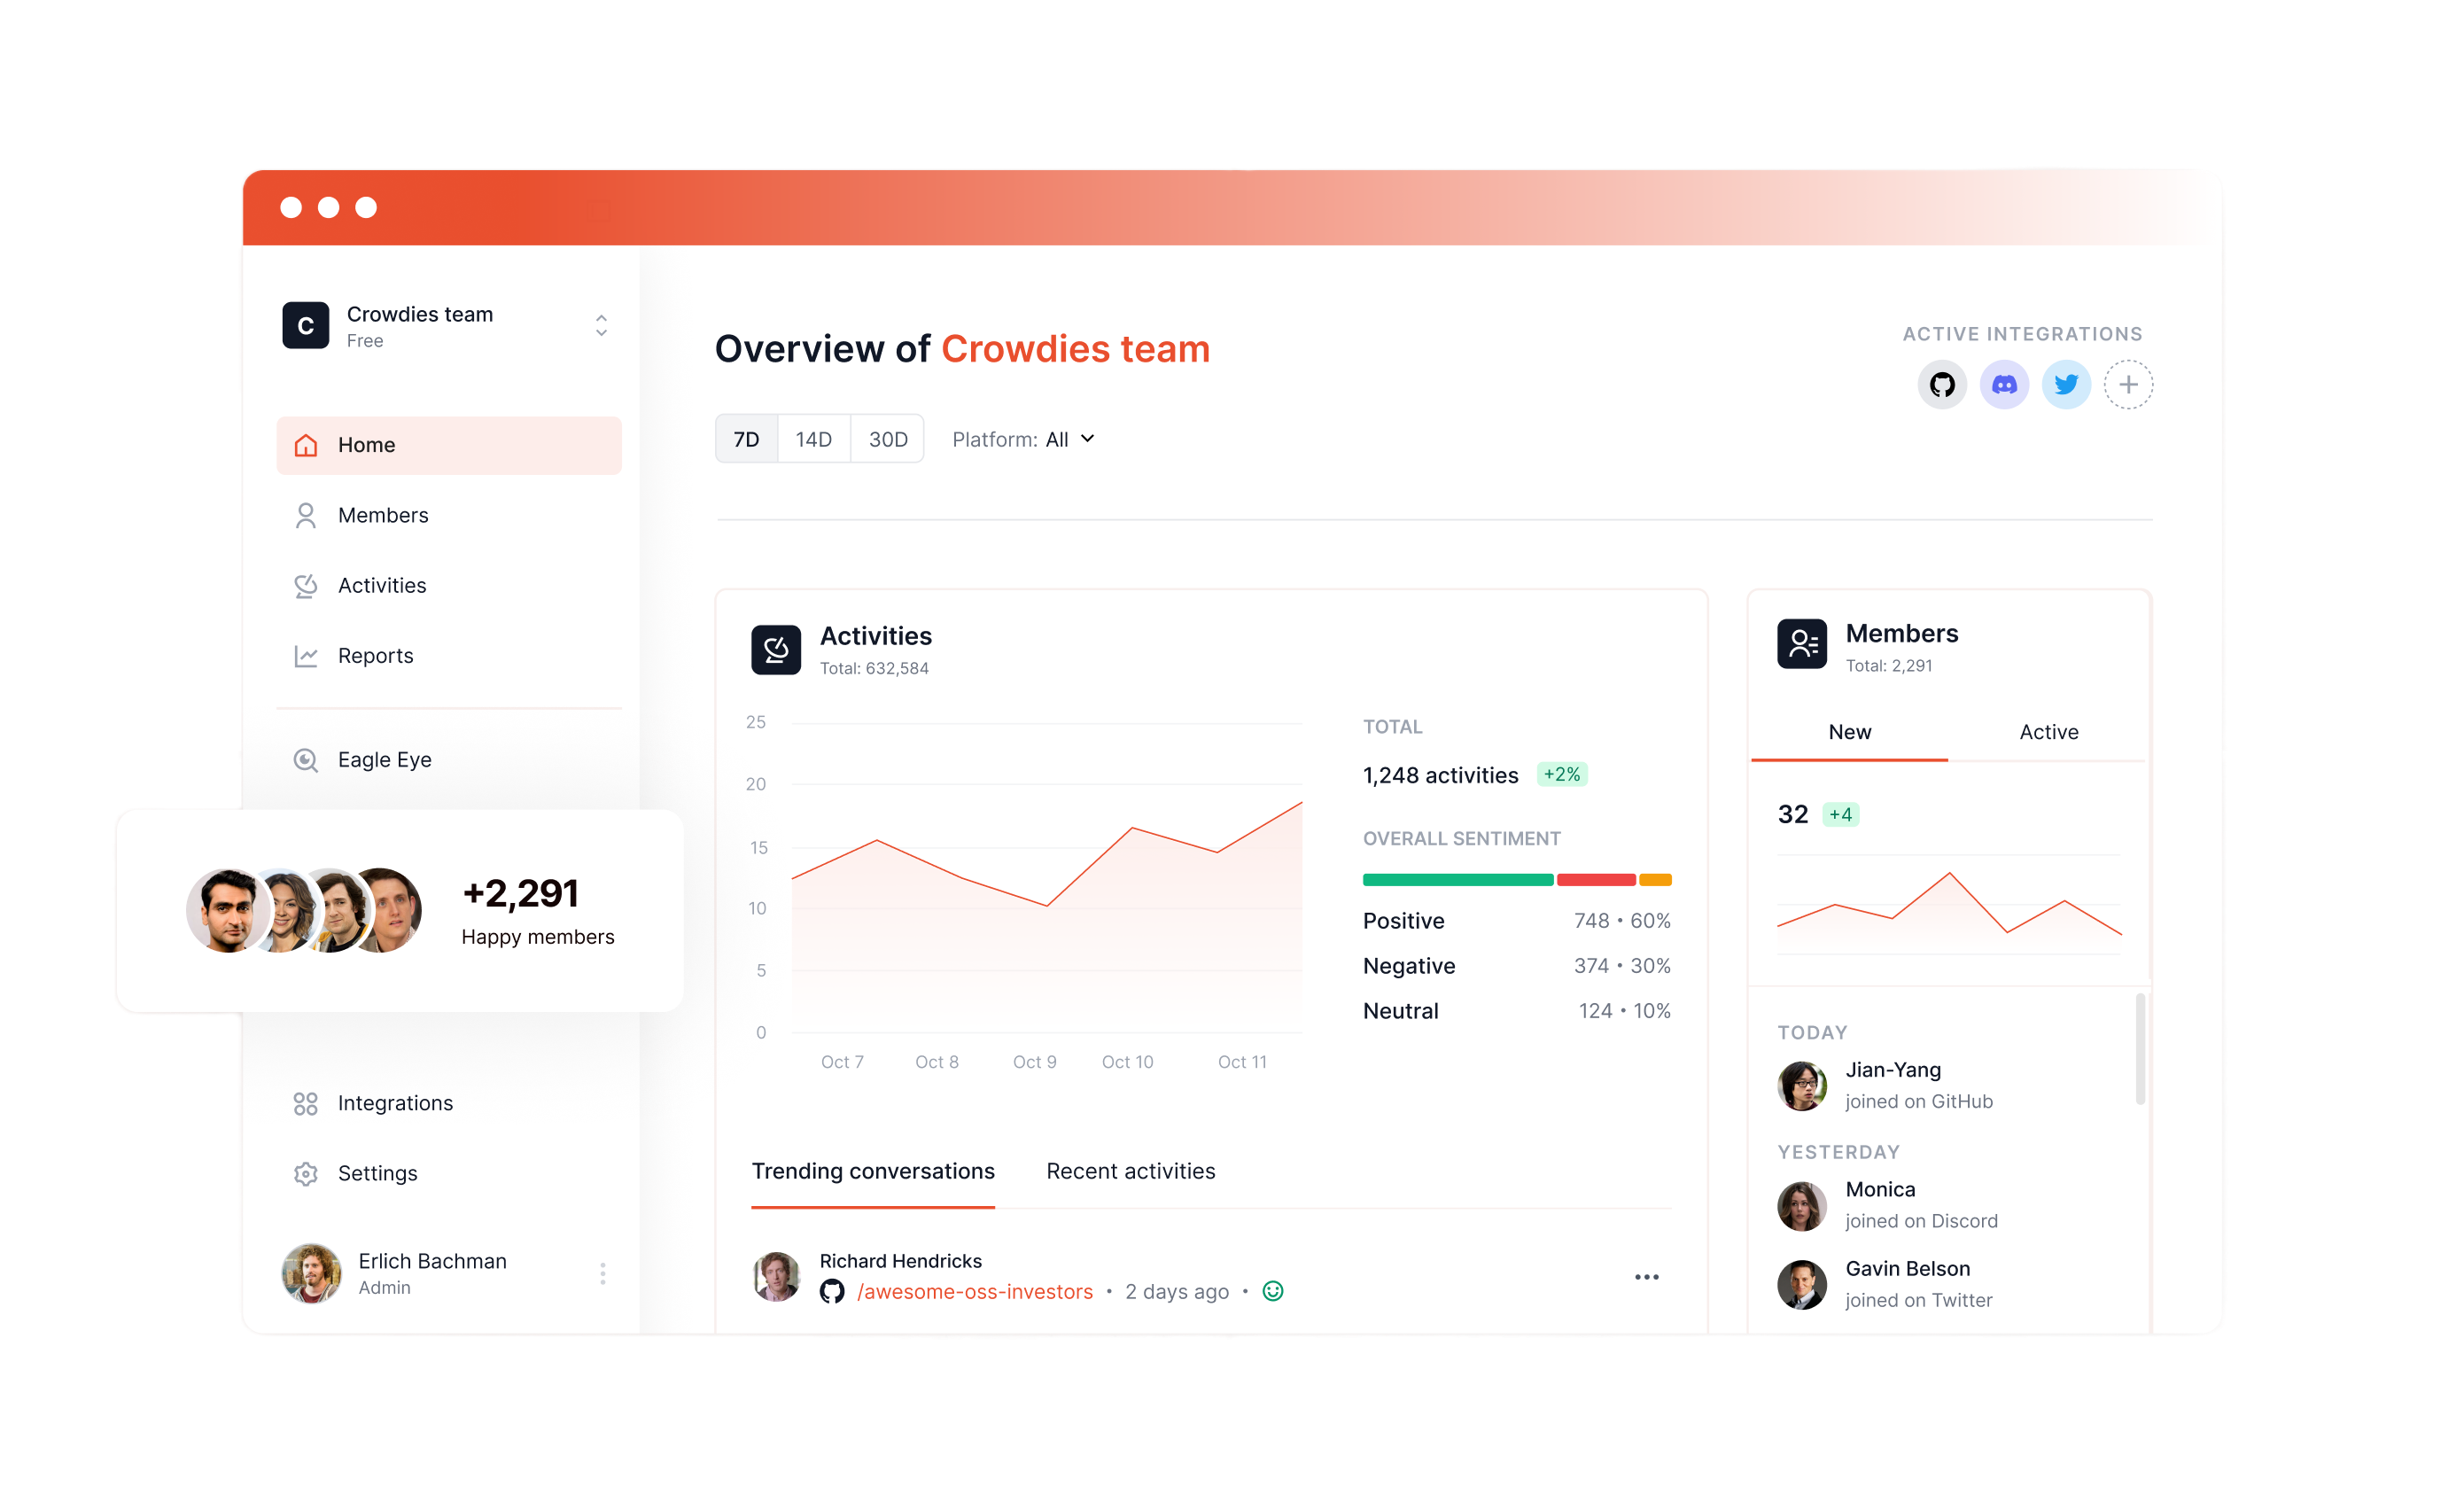 C
Crowdies team
Free
Home
Members
Activities
Reports
Eagle Eye
+2,291
Happy members
Integrations
Settings
Erlich Bachman
Admin
Overview of Crowdies team
ACTIVE INTEGRATIONS
7D 14D 30D Platform: All
Activities
Total: 632,584
25
20
15
10
5
0
Oct 7 Oct 8 Oct 9 Oct 10 Oct 11
TOTAL
1,248 activities +2%
OVERALL SENTIMENT
Positive 748 • 60%
Negative 374 • 30%
Neutral 124 • 10%
Trending conversations Recent activities
Richard Hendricks
/awesome-oss-investors • 2 days ago •
Members
Total: 2,291
New Active
32 +4
TODAY
Jian-Yang
joined on GitHub
YESTERDAY
Monica
joined on Discord
Gavin Belson
joined on Twitter